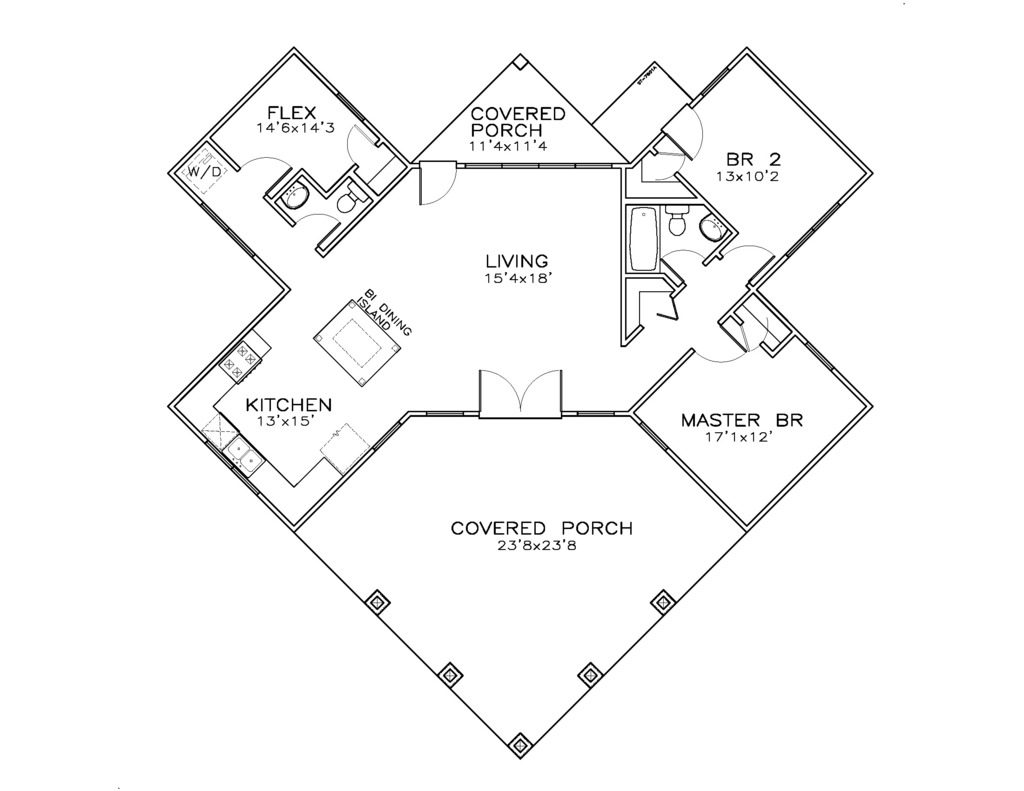 FLEX
14'6x14'3
W/D
COVERED
PORCH
11'4x11'4
BR 2
13x10'2
LIVING
15'4x18'
BI DINING
ISLAND
KITCHEN
13'x15'
MASTER BR
17'1x12'
COVERED PORCH
23'8x23'8